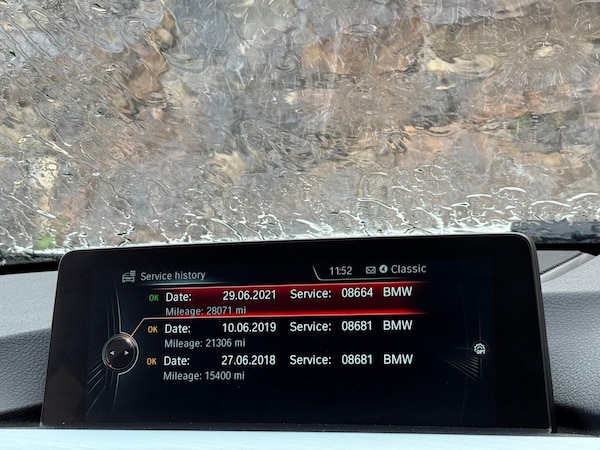 Service history 11:52 Classic
OK Date: 29.06.2021 Service: 08664 BMW
Mileage: 28071 mi
OK Date: 10.06.2019 Service: 08681 BMW
Mileage: 21306 mi
OK Date: 27.06.2018 Service: 08681 BMW
Mileage: 15400 mi